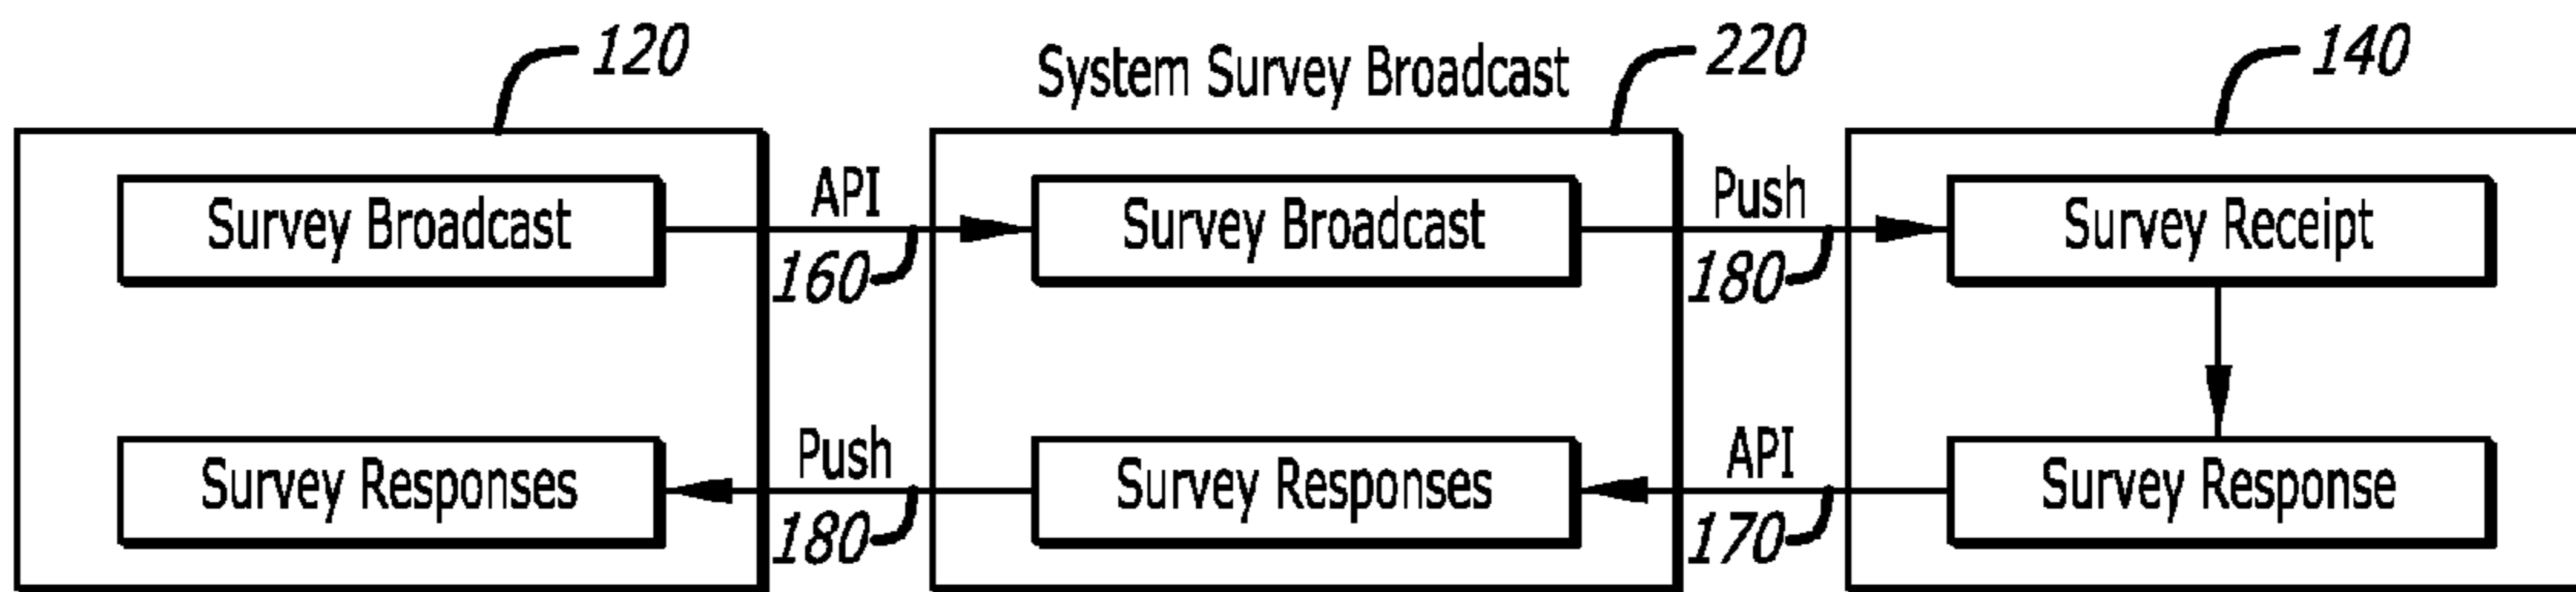 120
System Survey Broadcast
220
140
Survey Broadcast
API
160
Survey Broadcast
Push
180
Survey Receipt
Survey Responses
Push
180
Survey Responses
API
170
Survey Response